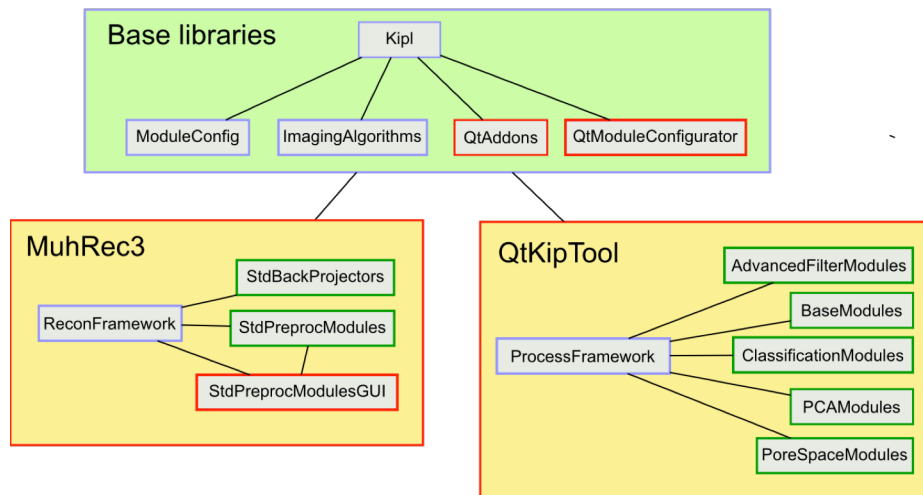 Base libraries
Kipl
ModuleConfig
ImagingAlgorithms
QtAddons
QtModuleConfigurator
MuhRec3
StdBackProjectors
ReconFramework
StdPreprocModules
StdPreprocModulesGUI
QtKipTool
AdvancedFilterModules
BaseModules
ProcessFramework
ClassificationModules
PCAModules
PoreSpaceModules